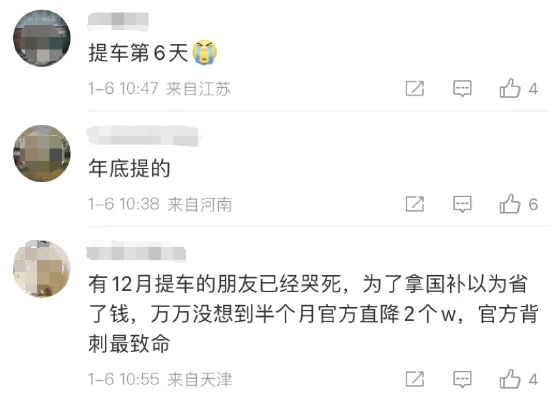 提车第6天😭
1-6 10:47 来自江苏
4
年底提的
1-6 10:38 来自河南
6
有12月提车的朋友已经哭死，为了拿国补以为省
了钱，万万没想到半个月官方直降2个w，官方背
刺最致命
1-6 10:55 来自天津
4